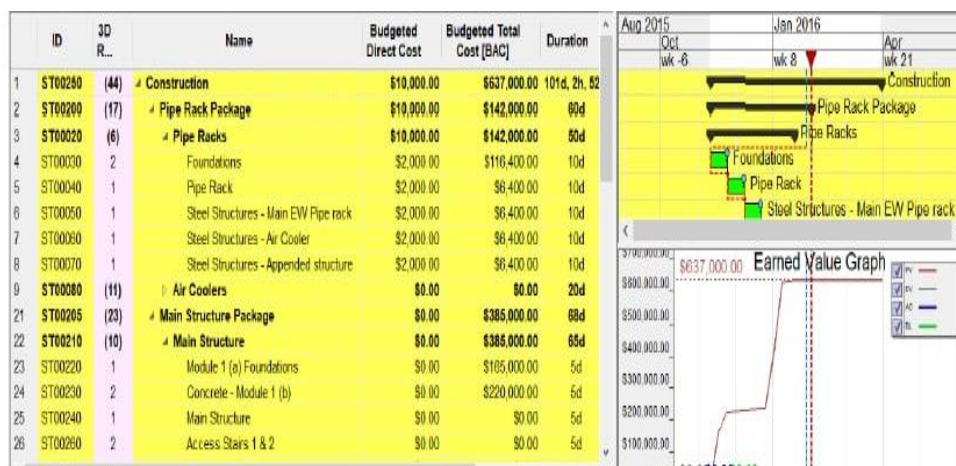 ID 3D R... Name Budgeted Direct Cost Budgeted Total Cost [BAC] Duration
1 ST00250 (44) Construction $10,000.00 $637,000.00 101d, 2h, 52
2 ST00200 (17) Pipe Rack Package $10,000.00 $142,000.00 60d
3 ST00020 (6) Pipe Racks $10,000.00 $142,000.00 50d
4 ST00030 2 Foundations $2,000.00 $116,400.00 10d
5 ST00040 1 Pipe Rack $2,000.00 $6,400.00 10d
6 ST00050 1 Steel Structures - Main EW Pipe rack $2,000.00 $6,400.00 10d
7 ST00060 1 Steel Structures - Air Cooler $2,000.00 $6,400.00 10d
8 ST00070 1 Steel Structures - Appended structure $2,000.00 $6,400.00 10d
9 ST00080 (11) Air Coolers $0.00 $0.00 20d
21 ST00205 (23) Main Structure Package $0.00 $385,000.00 68d
22 ST00210 (10) Main Structure $0.00 $385,000.00 65d
23 ST00220 1 Module 1 (a) Foundations $0.00 $165,000.00 5d
24 ST00230 2 Concrete - Module 1 (b) $0.00 $220,000.00 5d
25 ST00240 1 Main Structure $0.00 $0.00 5d
26 ST00260 2 Access Stairs 1 & 2 $0.00 $0.00 5d
Aug 2015 Jan 2016
Oct Apr
wk -6 wk 8 wk 21
Construction
Pipe Rack Package
Pipe Racks
Foundations
Pipe Rack
Steel Structures - Main EW Pipe rack
Earned Value Graph
$637,000.00
$700,000.00
$600,000.00
$500,000.00
$400,000.00
$300,000.00
$200,000.00
$100,000.00
PV
EV